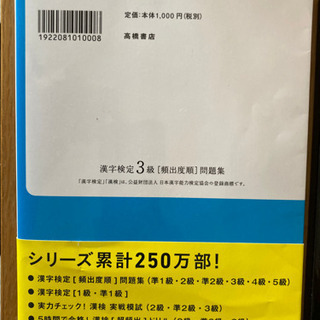 定価:本体1,000円(税別)
1922081010008
高橋書店
漢字検定3級[頻出度順]問題集
「漢字検定」「漢検」は、公益財団法人 日本漢字能力検定協会の登録商標です。
シリーズ累計250万部!
● 漢字検定[頻出度順]問題集(準1級・2級・準2級・3級・4級・5級)
● 漢字検定[1級・準1級]
● 実力チェック! 漢検 実戦模試(2級・準2級・3級)